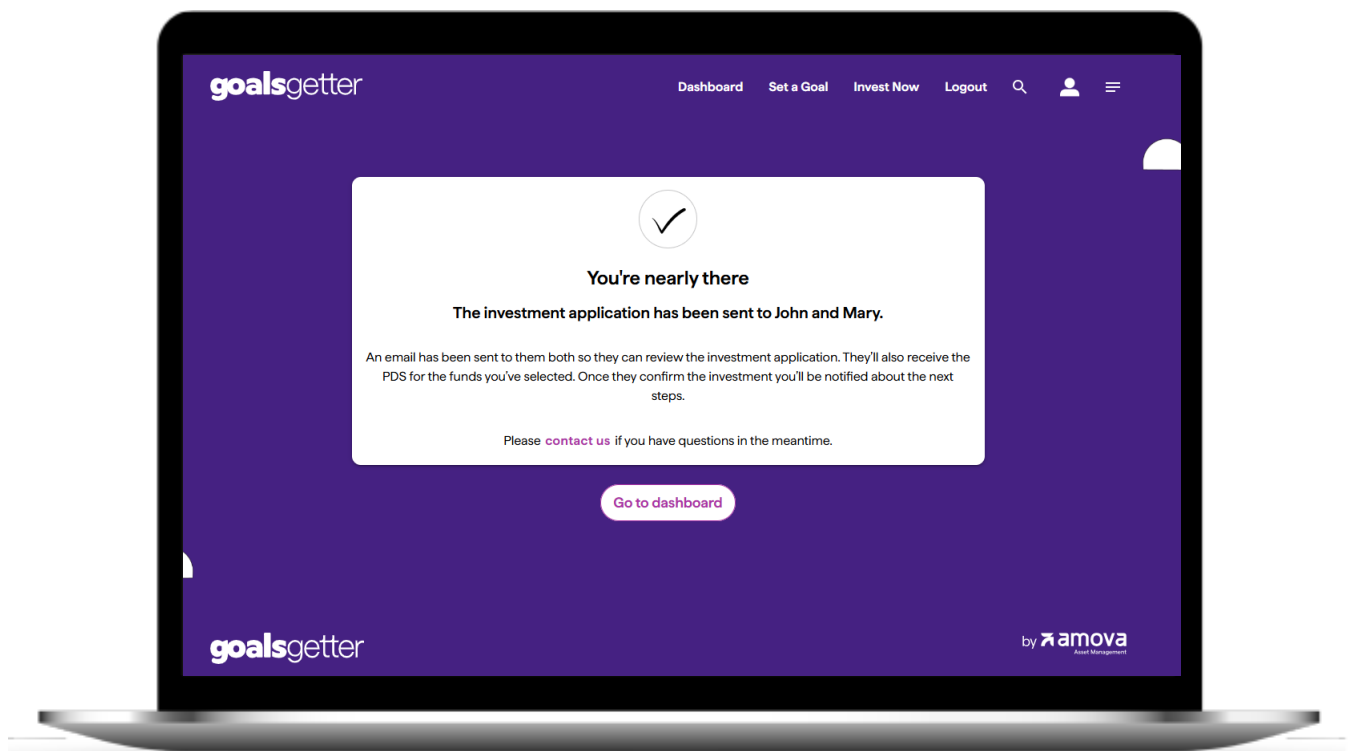 goalsgetter
Dashboard Set a Goal Invest Now Logout
You're nearly there
The investment application has been sent to John and Mary.
An email has been sent to them both so they can review the investment application. They'll also receive the
PDS for the funds you've selected. Once they confirm the investment you'll be notified about the next
steps.
Please contact us if you have questions in the meantime.
Go to dashboard
goalsgetter
by amova
Asset Management